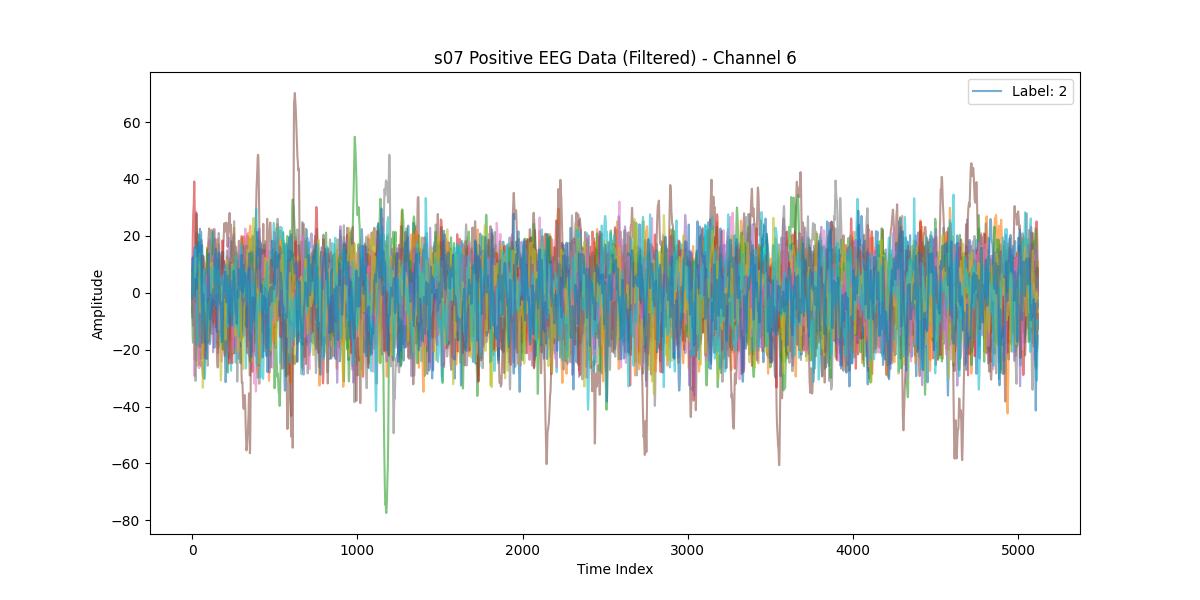 s07 Positive EEG Data (Filtered) - Channel 6
Label: 2
Amplitude
60
40
20
0
−20
−40
−60
−80
0 1000 2000 3000 4000 5000
Time Index